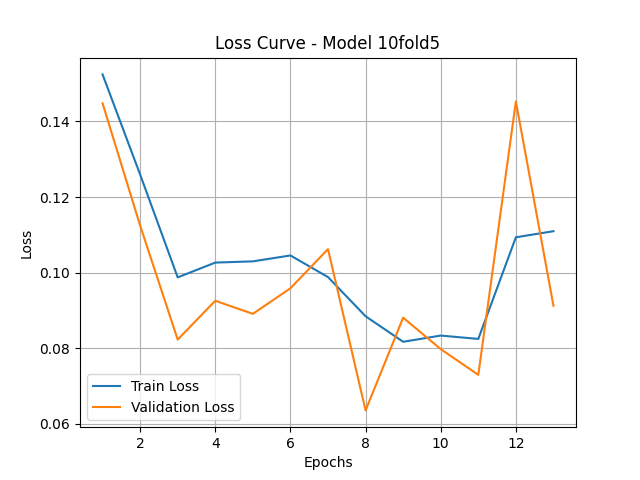 Loss Curve - Model 10fold5
Loss
0.14
0.12
0.10
0.08
0.06
Train Loss
Validation Loss
2 4 6 8 10 12
Epochs